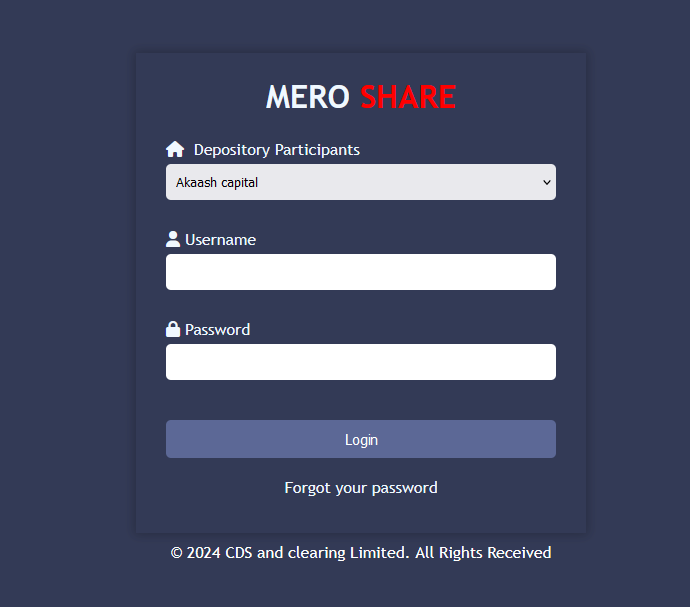 MERO SHARE
Depository Participants
Akaash capital
Username
Password
Login
Forgot your password
© 2024 CDS and clearing Limited. All Rights Received